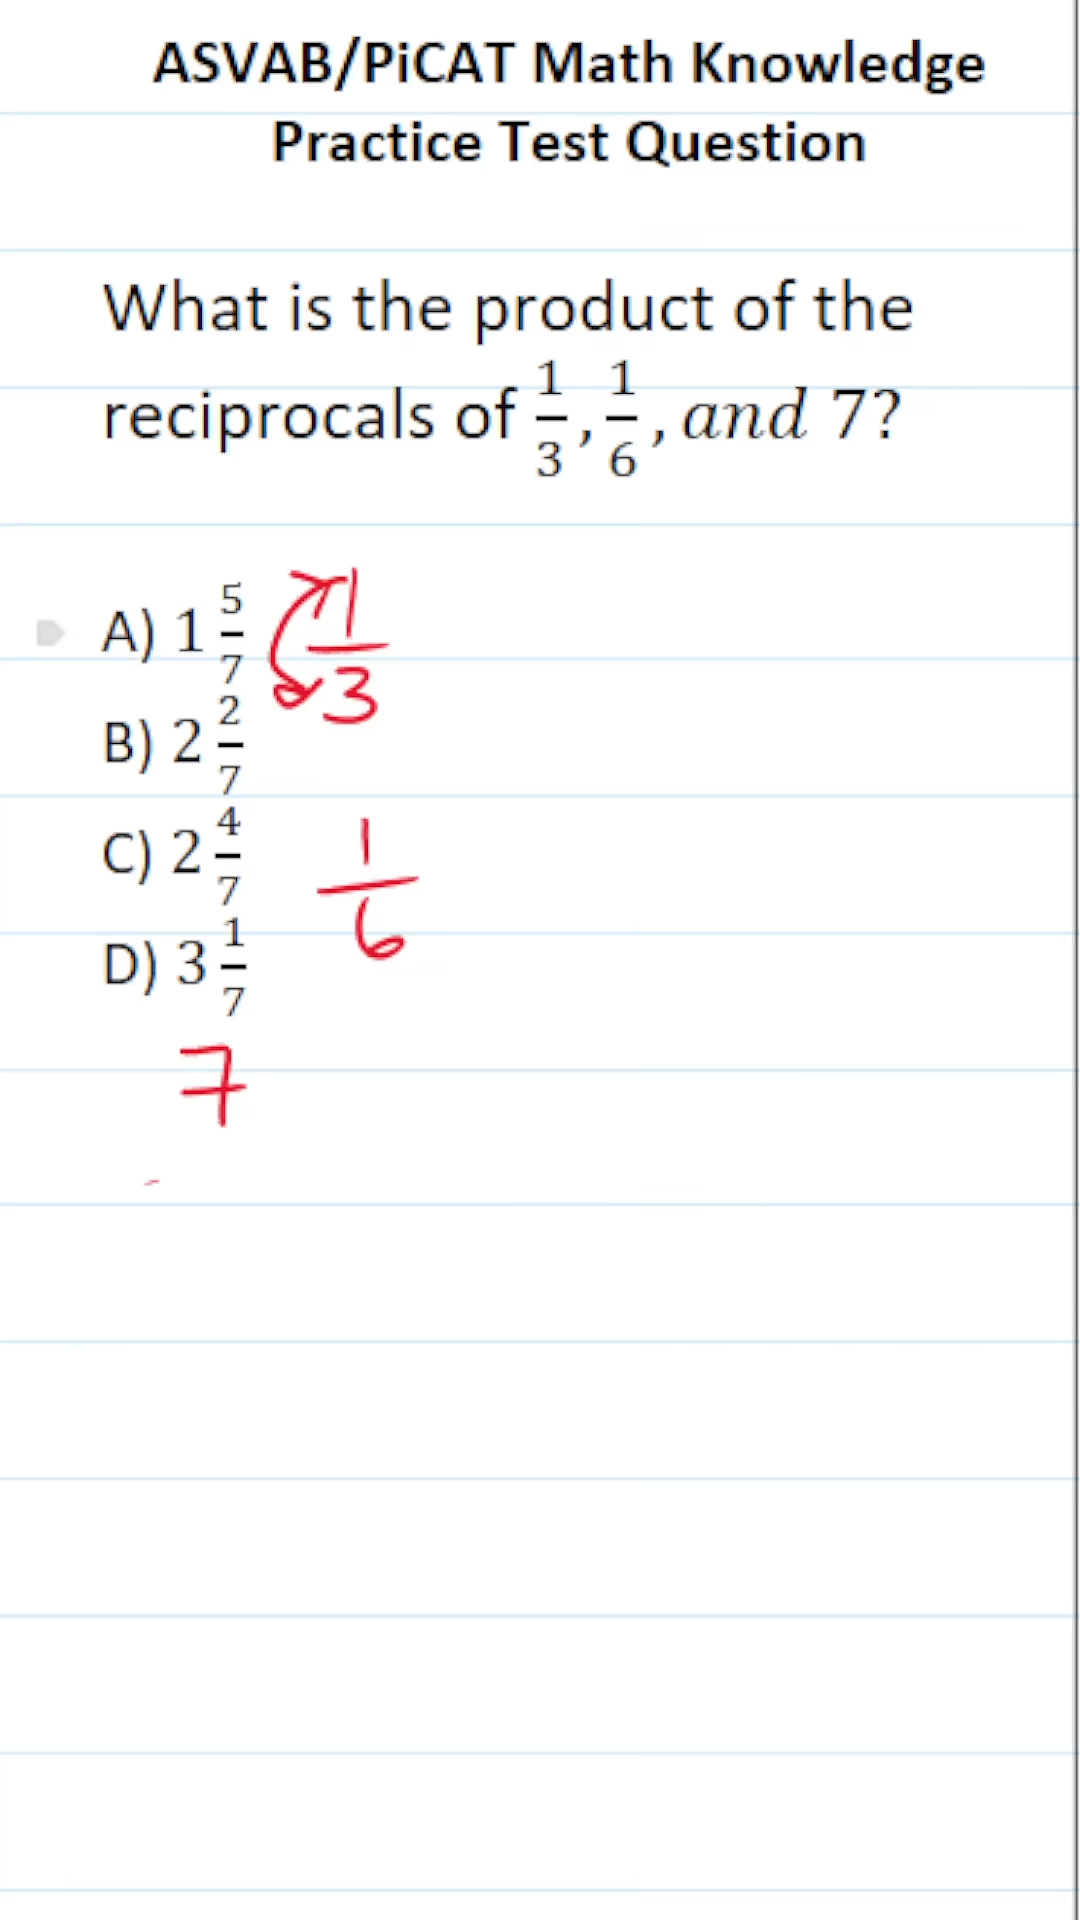 ASVAB/PiCAT Math Knowledge
Practice Test Question
What is the product of the
reciprocals of 1/3, 1/6, and 7?
A) 1 5/7
1/3
B) 2 2/7
C) 2 4/7
1/6
D) 3 1/7
7